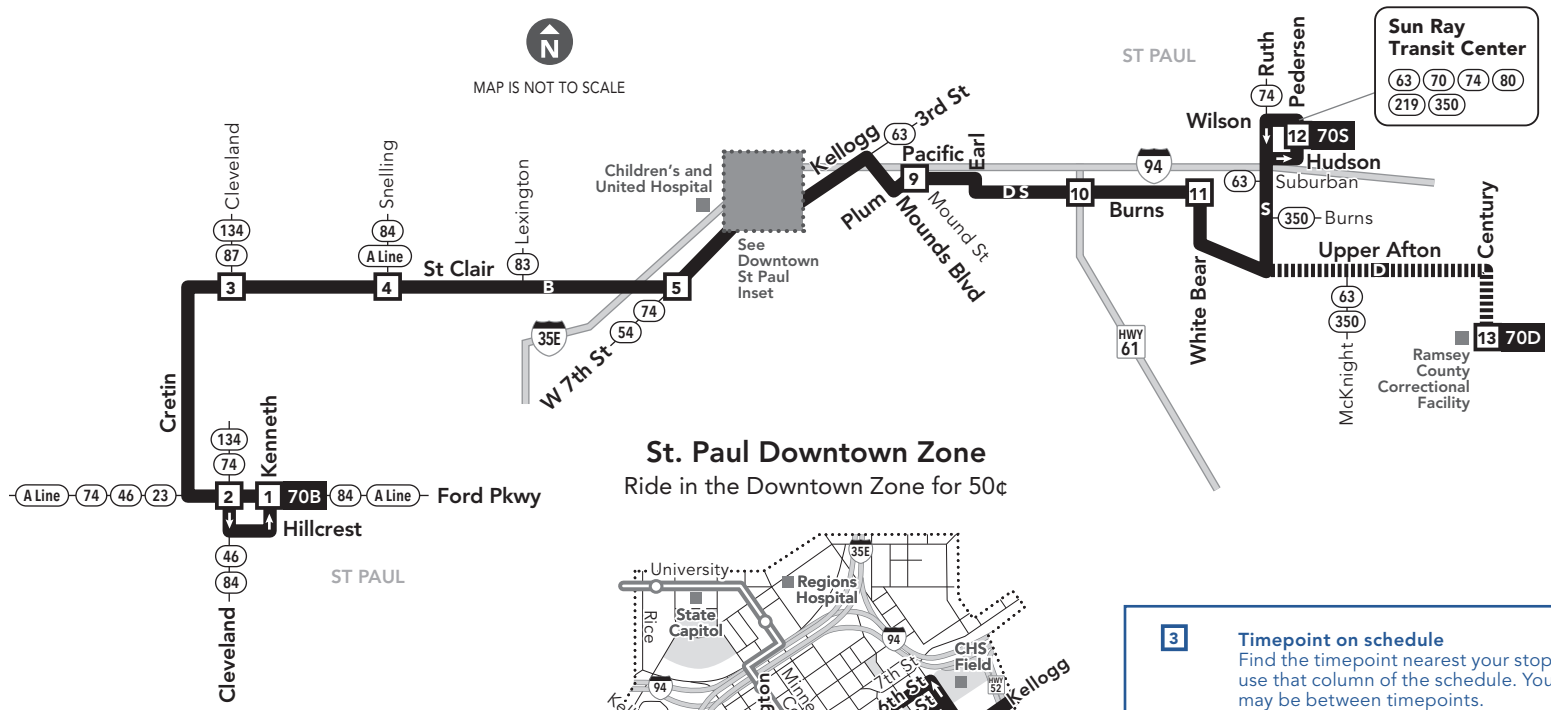 N
MAP IS NOT TO SCALE
ST PAUL
Ruth
Pedersen
74
Sun Ray
Transit Center
63 70 74 80
219 350
Wilson
12 70S
Hudson
63 Suburban
S
350 Burns
Cleveland
134
87
3
Snelling
84
A Line
4
Lexington
83
St Clair
B
Children's and
United Hospital
See
Downtown
St Paul
Inset
5
74
54
W 7th St
35E
Kellogg
63
3rd St
Pacific
Earl
9
94
Plum
Mounds Blvd
Mound St
D S
10
Burns
11
White Bear
HWY
61
Upper Afton
D
Century
63
350
McKnight
13 70D
Ramsey
County
Correctional
Facility
Cretin
134
74
Kenneth
A Line 74 46 23
2 1 70B 84 A Line Ford Pkwy
Hillcrest
46
84
Cleveland
ST PAUL
St. Paul Downtown Zone
Ride in the Downtown Zone for 50¢
University
Rice
State
Capitol
Regions
Hospital
35E
94
94
CHS
Field
HWY
52
Kellogg
7th St
6th St
St
Minne
gton
Ke
3
Timepoint on schedule
Find the timepoint nearest your stop
use that column of the schedule. You
may be between timepoints.